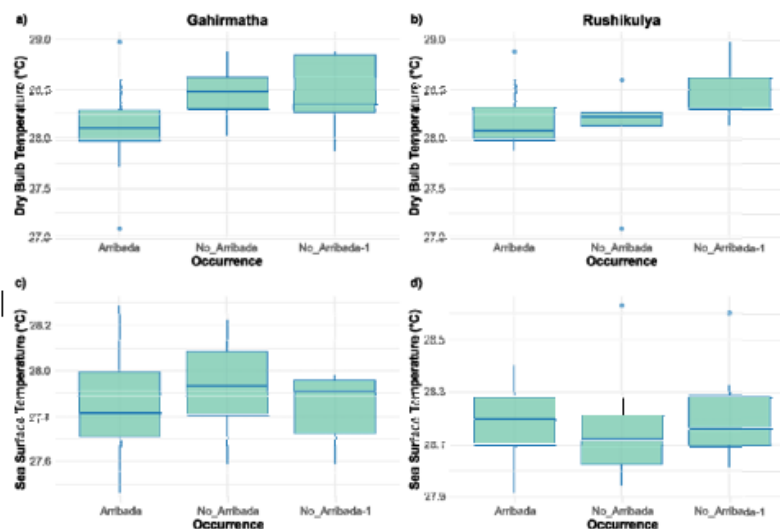 a)
Gahirmatha
Dry Bulb Temperature (°C)
29.0
28.5
28.0
27.5
27.0
Arribada
No_Arribada
No_Arribada-1
Occurrence
b)
Rushikulya
Dry Bulb Temperature (°C)
29.0
28.5
28.0
27.5
27.0
Arribada
No_Arribada
No_Arribada-1
Occurrence
c)
Sea Surface Temperature (°C)
28.2
28.0
27.6
Arribada
No_Arribada
No_Arribada-1
Occurrence
d)
Sea Surface Temperature (°C)
28.5
28.3
27.9
Arribada
No_Arribada
No_Arribada-1
Occurrence